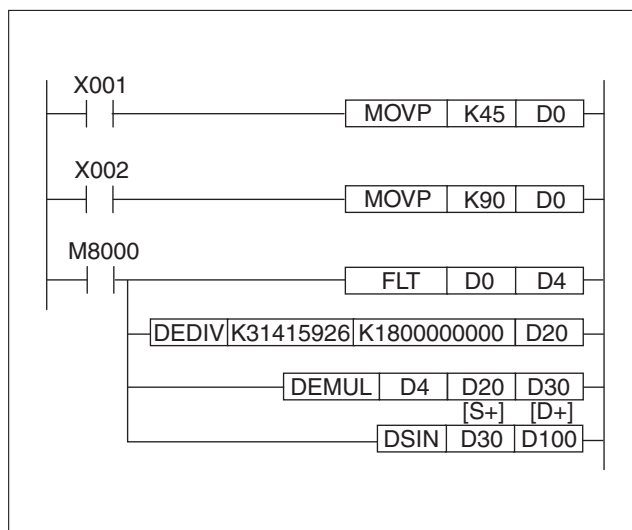 X001
MOVP K45 D0
X002
MOVP K90 D0
M8000
FLT D0 D4
DEDIV K31415926 K1800000000 D20
DEMUL D4 D20 D30
[S+] [D+]
DSIN D30 D100